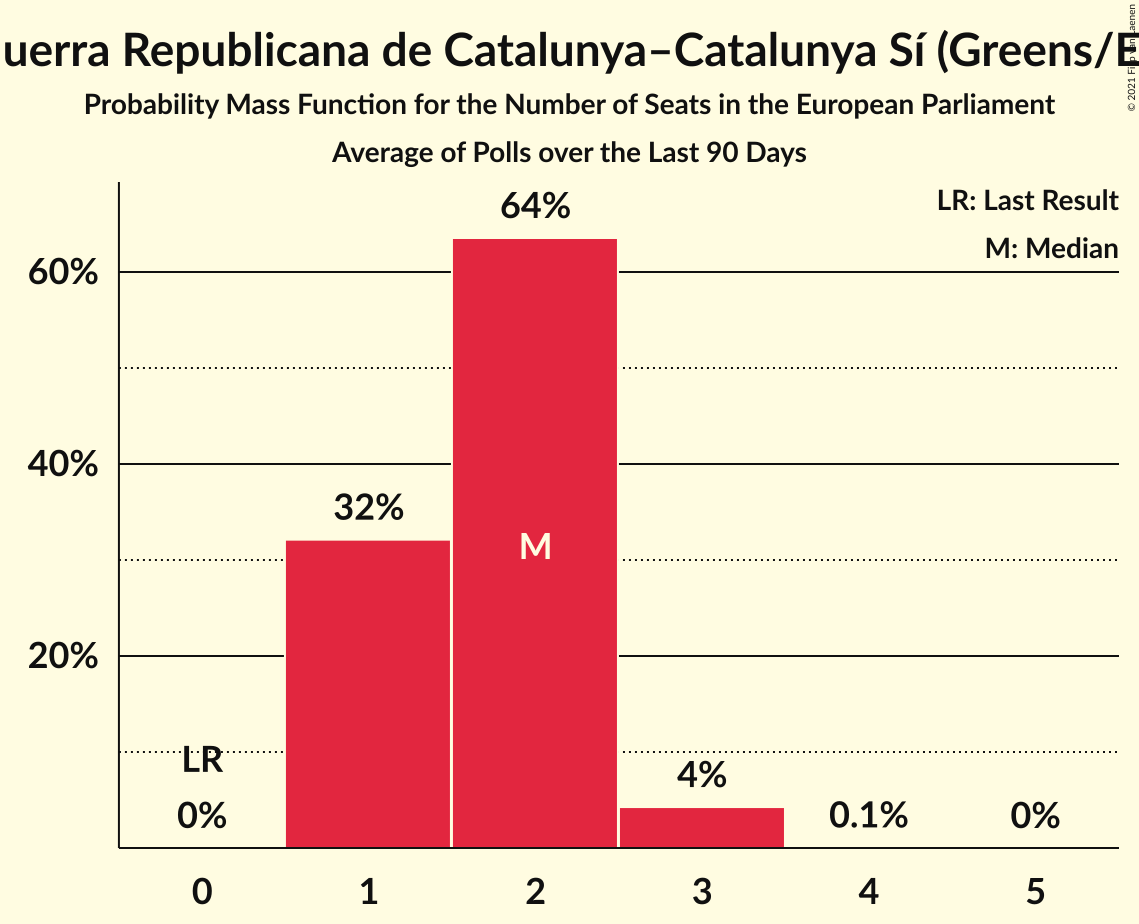 uerra Republicana de Catalunya–Catalunya Sí (Greens/E
Probability Mass Function for the Number of Seats in the European Parliament
Average of Polls over the Last 90 Days
LR: Last Result
M: Median
64%
60%
40%
32%
M
20%
LR
4%
0%
0.1%
0%
0 1 2 3 4 5
© 2021